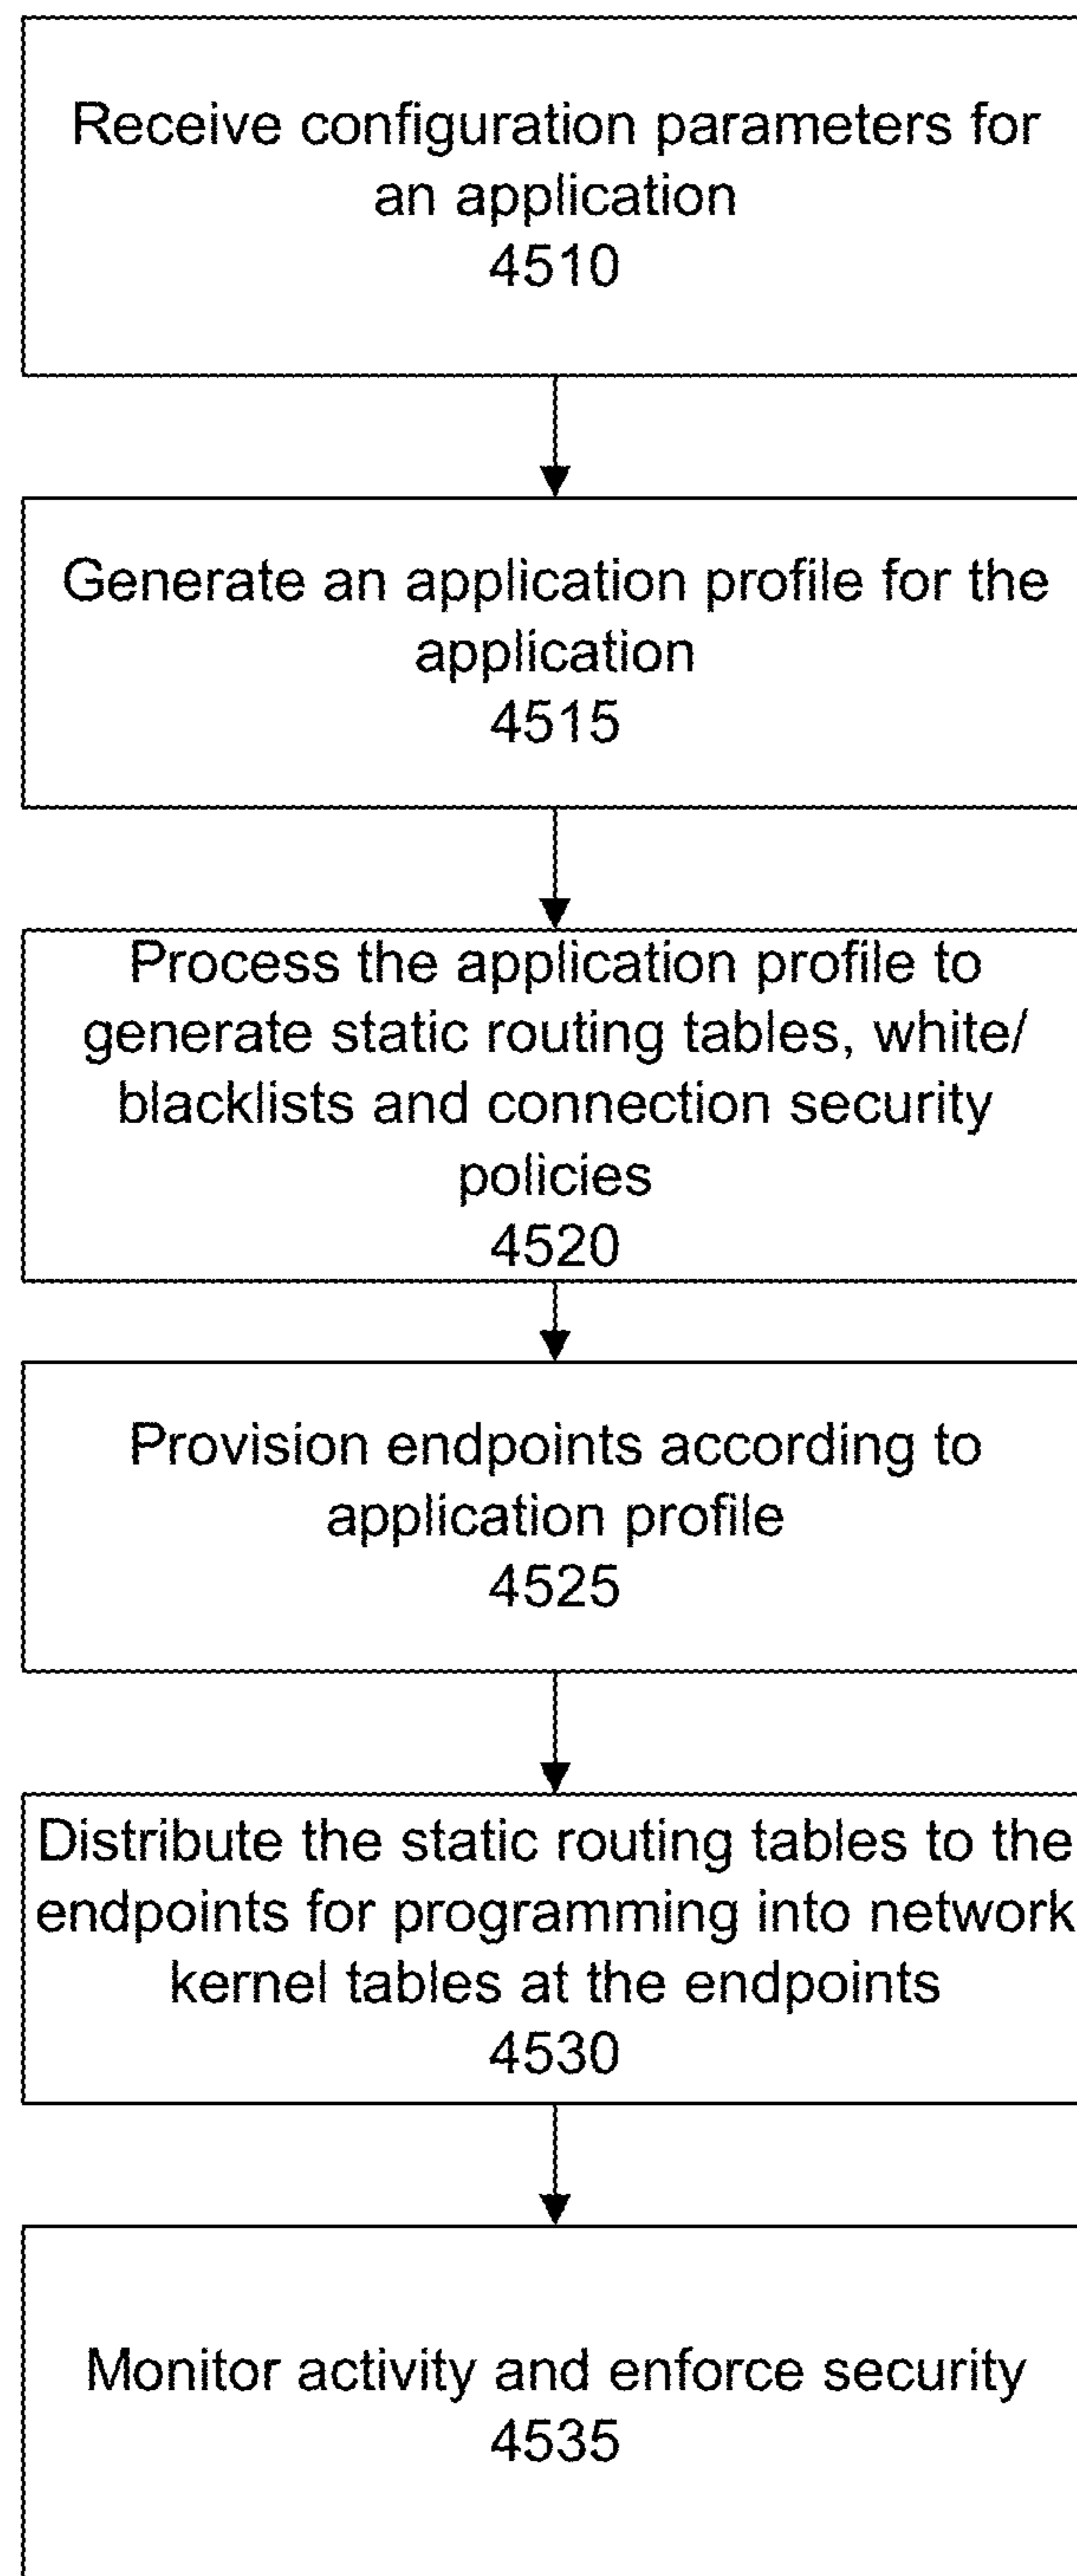 Receive configuration parameters for
an application
4510
Generate an application profile for the
application
4515
Process the application profile to
generate static routing tables, white/
blacklists and connection security
policies
4520
Provision endpoints according to
application profile
4525
Distribute the static routing tables to the
endpoints for programming into network
kernel tables at the endpoints
4530
Monitor activity and enforce security
4535